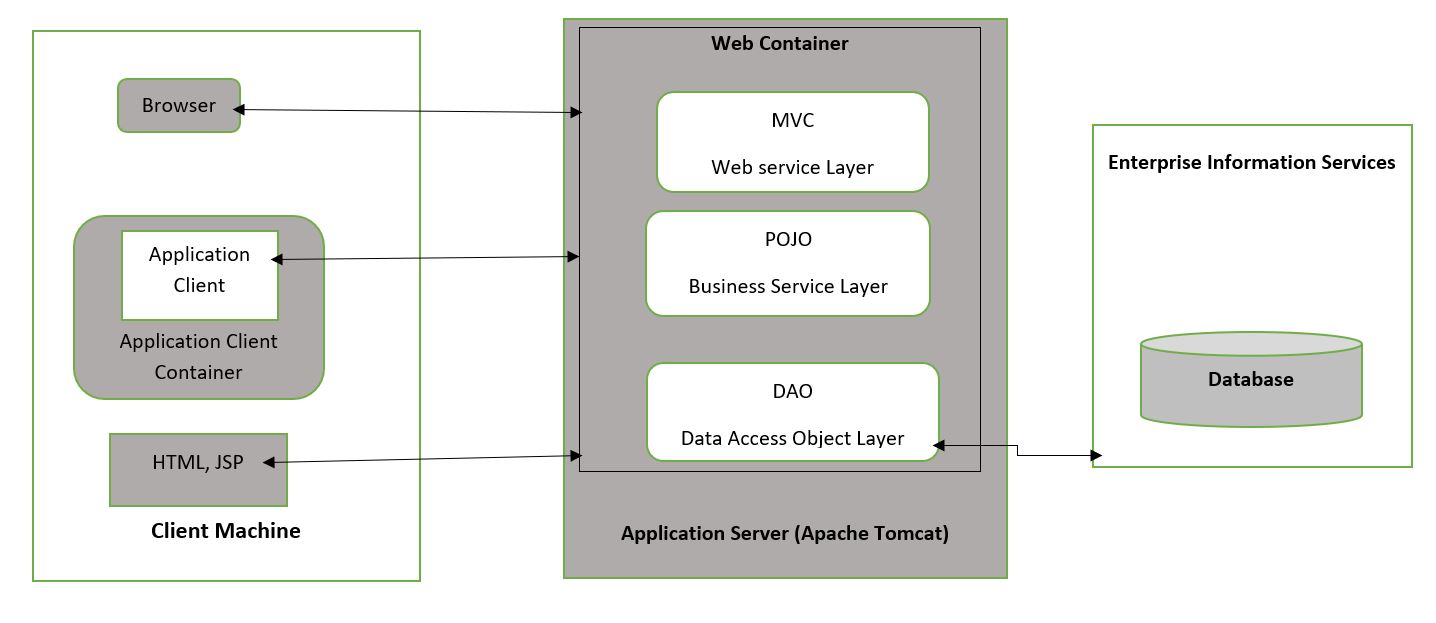 Browser
Application
Client
Application Client
Container
HTML, JSP
Client Machine
Web Container
MVC
Web service Layer
POJO
Business Service Layer
DAO
Data Access Object Layer
Application Server (Apache Tomcat)
Enterprise Information Services
Database